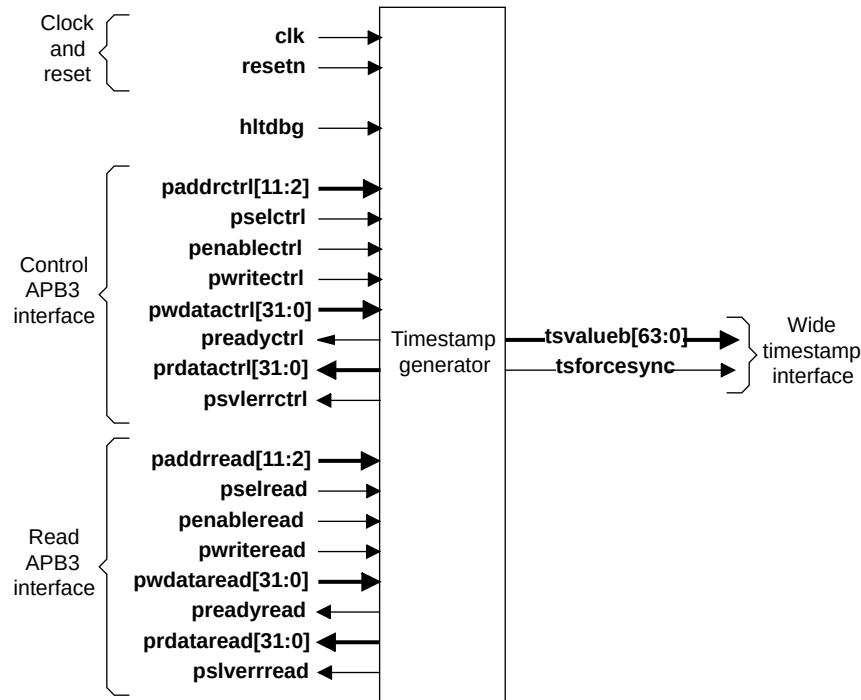 Clock
and
reset
clk
resetn
hltdbg
Control
APB3
interface
paddrctrl[11:2]
pselctrl
penablectrl
pwritectrl
pwdatactrl[31:0]
preadyctrl
prdatactrl[31:0]
psvlerrctrl
Timestamp
generator
tsvalueb[63:0]
tsforcesync
Wide
timestamp
interface
Read
APB3
interface
paddrread[11:2]
pselread
penableread
pwriteread
pwdataread[31:0]
preadyread
prdataread[31:0]
pslverrread